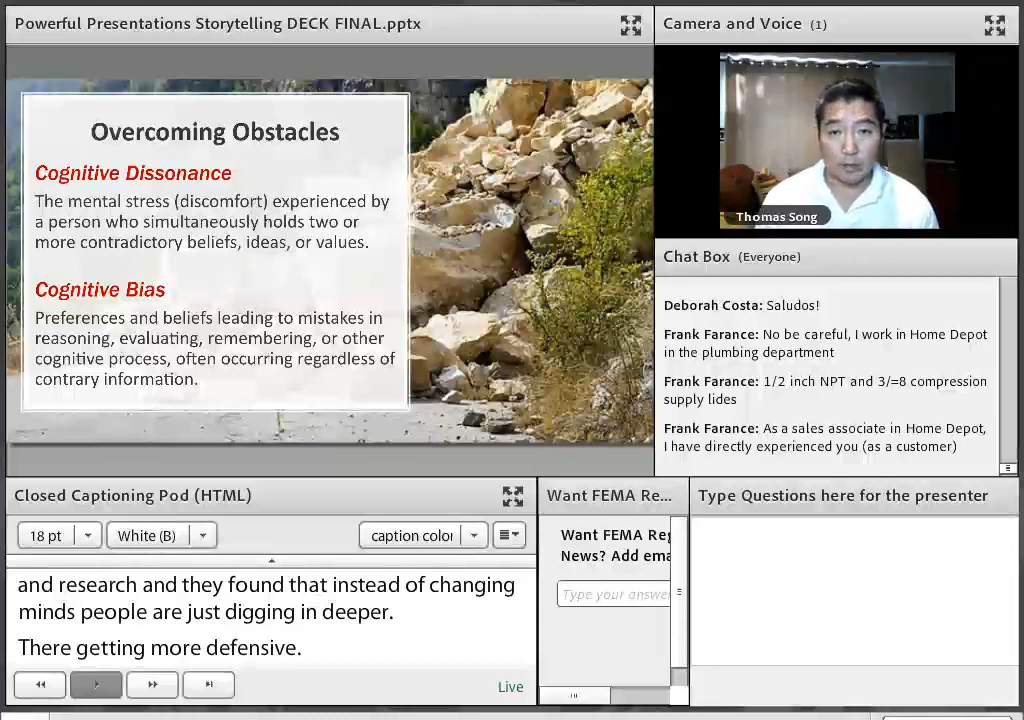 Powerful Presentations Storytelling DECK FINAL.pptx
Overcoming Obstacles
Cognitive Dissonance
The mental stress (discomfort) experienced by
a person who simultaneously holds two or
more contradictory beliefs, ideas, or values.
Cognitive Bias
Preferences and beliefs leading to mistakes in
reasoning, evaluating, remembering, or other
cognitive process, often occurring regardless of
contrary information.
Camera and Voice (1)
Thomas Song
Chat Box (Everyone)
Deborah Costa: Saludos!
Frank Farance: No be careful, I work in Home Depot
in the plumbing department
Frank Farance: 1/2 inch NPT and 3/=8 compression
supply lides
Frank Farance: As a sales associate in Home Depot,
I have directly experienced you (as a customer)
Closed Captioning Pod (HTML)
18 pt
White (B)
caption color
and research and they found that instead of changing
minds people are just digging in deeper.
There getting more defensive.
Live
Want FEMA Re...
Want FEMA Reg
News? Add ema
Type your answer
Type Questions here for the presenter